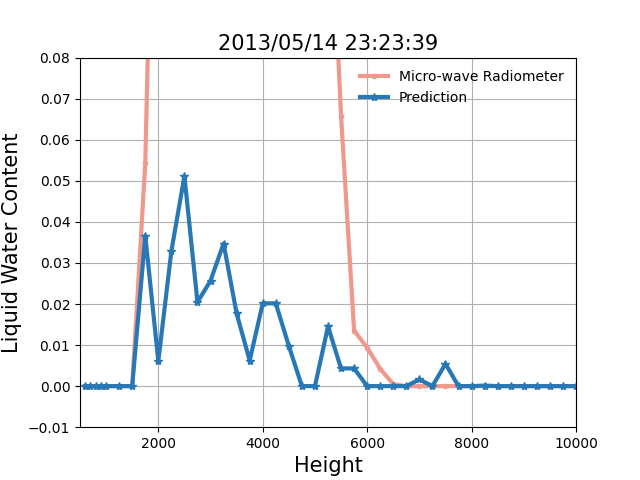 2013/05/14 23:23:39
Liquid Water Content
0.08
0.07
0.06
0.05
0.04
0.03
0.02
0.01
0.00
−0.01
Micro-wave Radiometer
Prediction
2000 4000 6000 8000 10000
Height